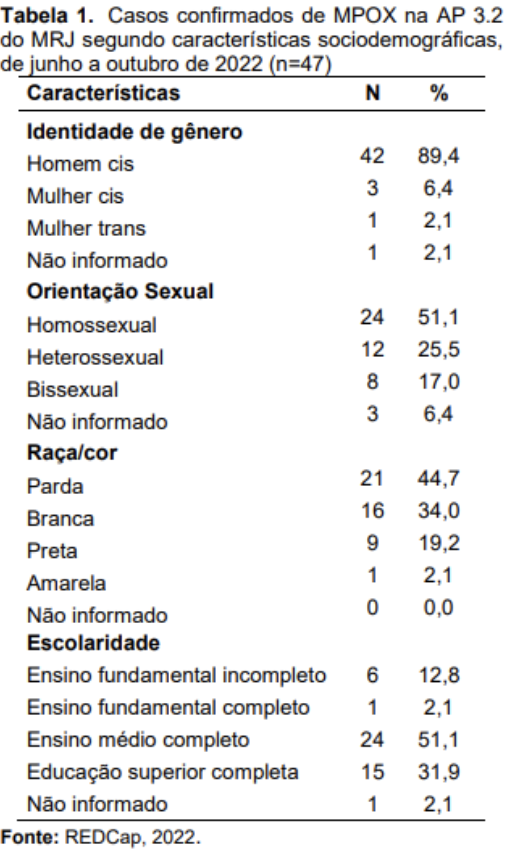 Tabela 1. Casos confirmados de MPOX na AP 3.2
do MRJ segundo características sociodemográficas,
de junho a outubro de 2022 (n=47)
Características N %
Identidade de gênero
Homem cis 42 89,4
Mulher cis 3 6,4
Mulher trans 1 2,1
Não informado 1 2,1
Orientação Sexual
Homossexual 24 51,1
Heterossexual 12 25,5
Bissexual 8 17,0
Não informado 3 6,4
Raça/cor
Parda 21 44,7
Branca 16 34,0
Preta 9 19,2
Amarela 1 2,1
Não informado 0 0,0
Escolaridade
Ensino fundamental incompleto 6 12,8
Ensino fundamental completo 1 2,1
Ensino médio completo 24 51,1
Educação superior completa 15 31,9
Não informado 1 2,1
Fonte: REDCap, 2022.